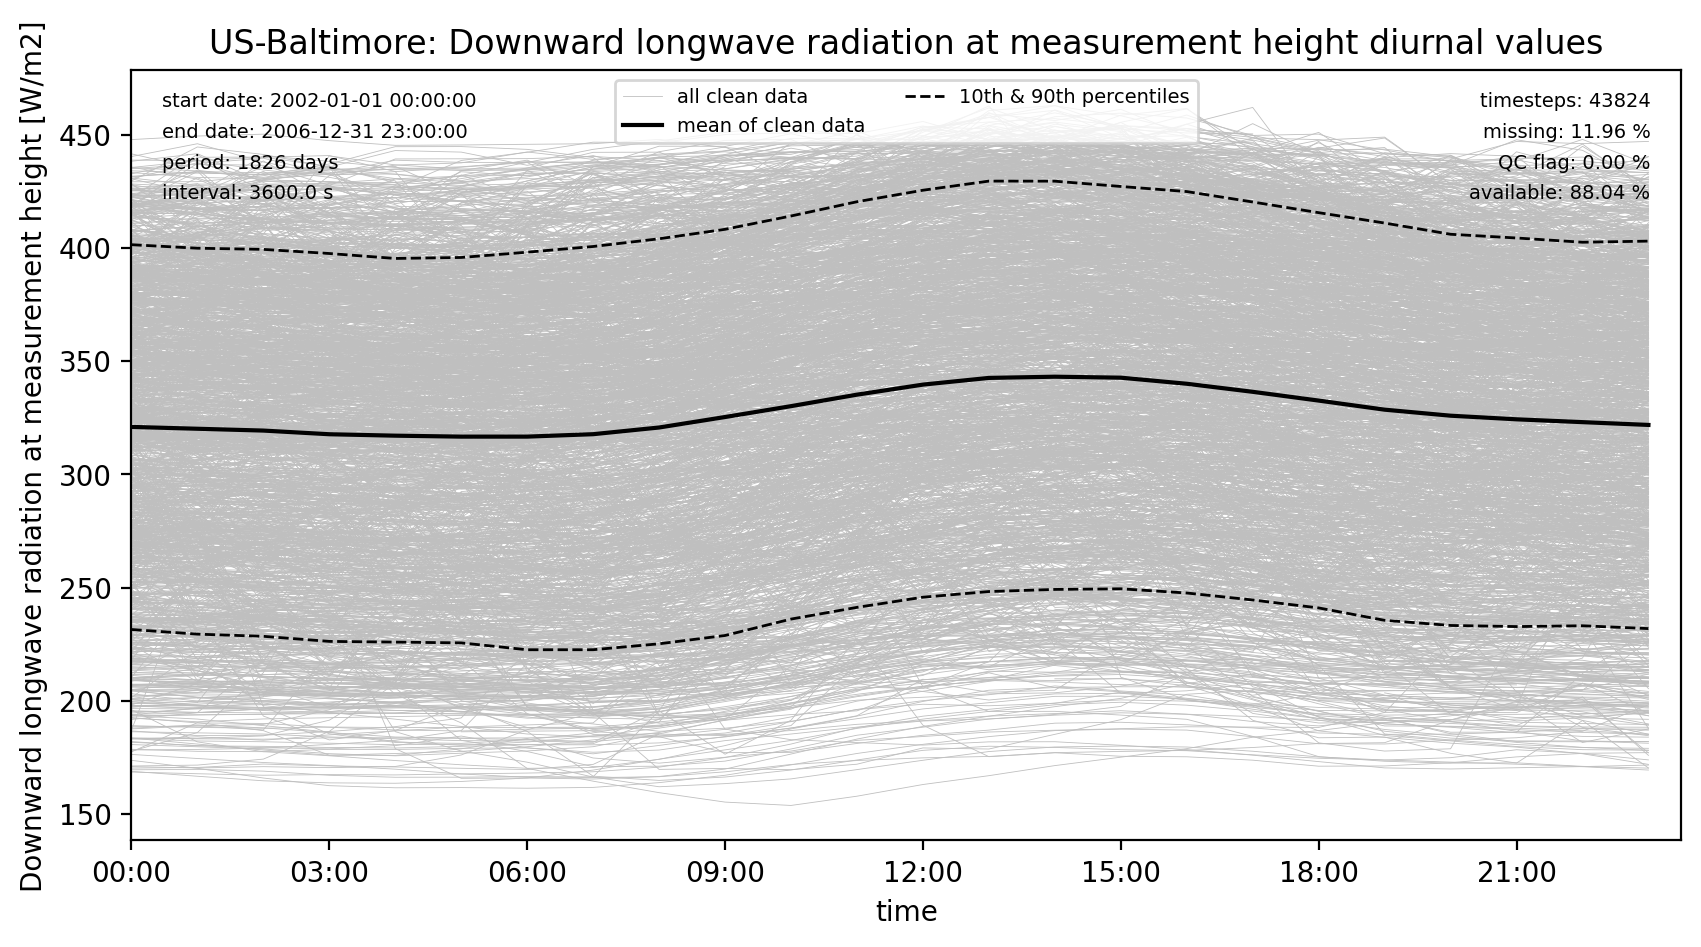 US-Baltimore: Downward longwave radiation at measurement height diurnal values
Downward longwave radiation at measurement height [W/m2]
start date: 2002-01-01 00:00:00
end date: 2006-12-31 23:00:00
period: 1826 days
interval: 3600.0 s
all clean data
mean of clean data
10th & 90th percentiles
timesteps: 43824
missing: 11.96 %
QC flag: 0.00 %
available: 88.04 %
450
400
350
300
250
200
150
00:00 03:00 06:00 09:00 12:00 15:00 18:00 21:00
time